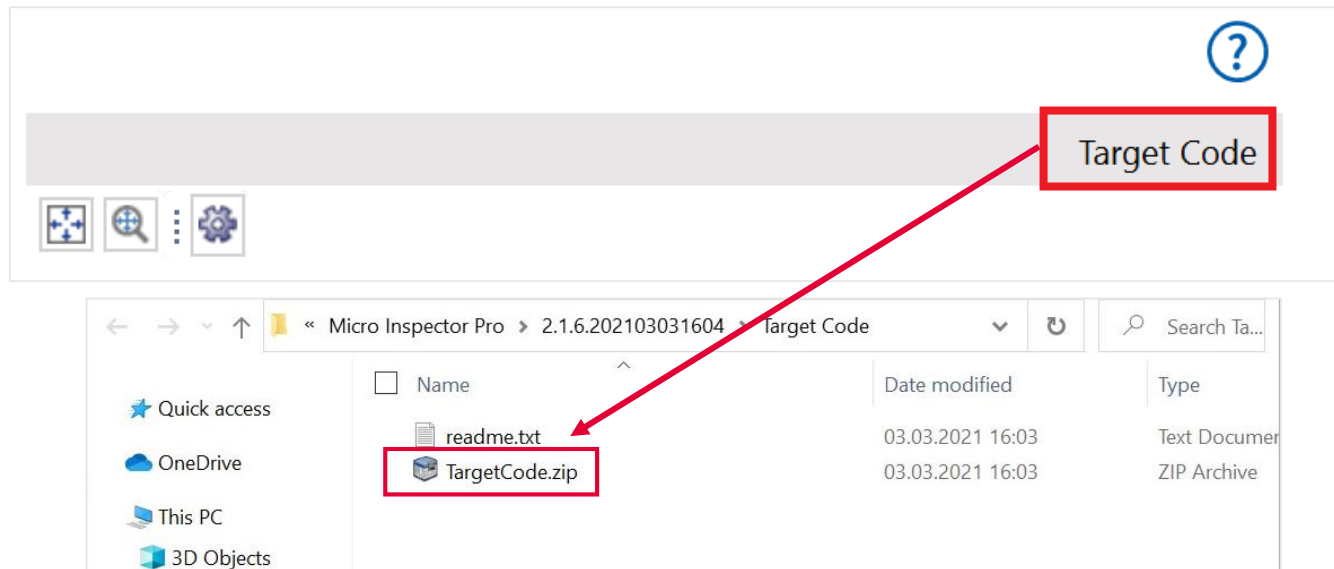 ?
Target Code
« Micro Inspector Pro > 2.1.6.202103031604 > Target Code
Search Ta...
Name Date modified Type
Quick access
readme.txt 03.03.2021 16:03 Text Documer
OneDrive
TargetCode.zip 03.03.2021 16:03 ZIP Archive
This PC
3D Objects